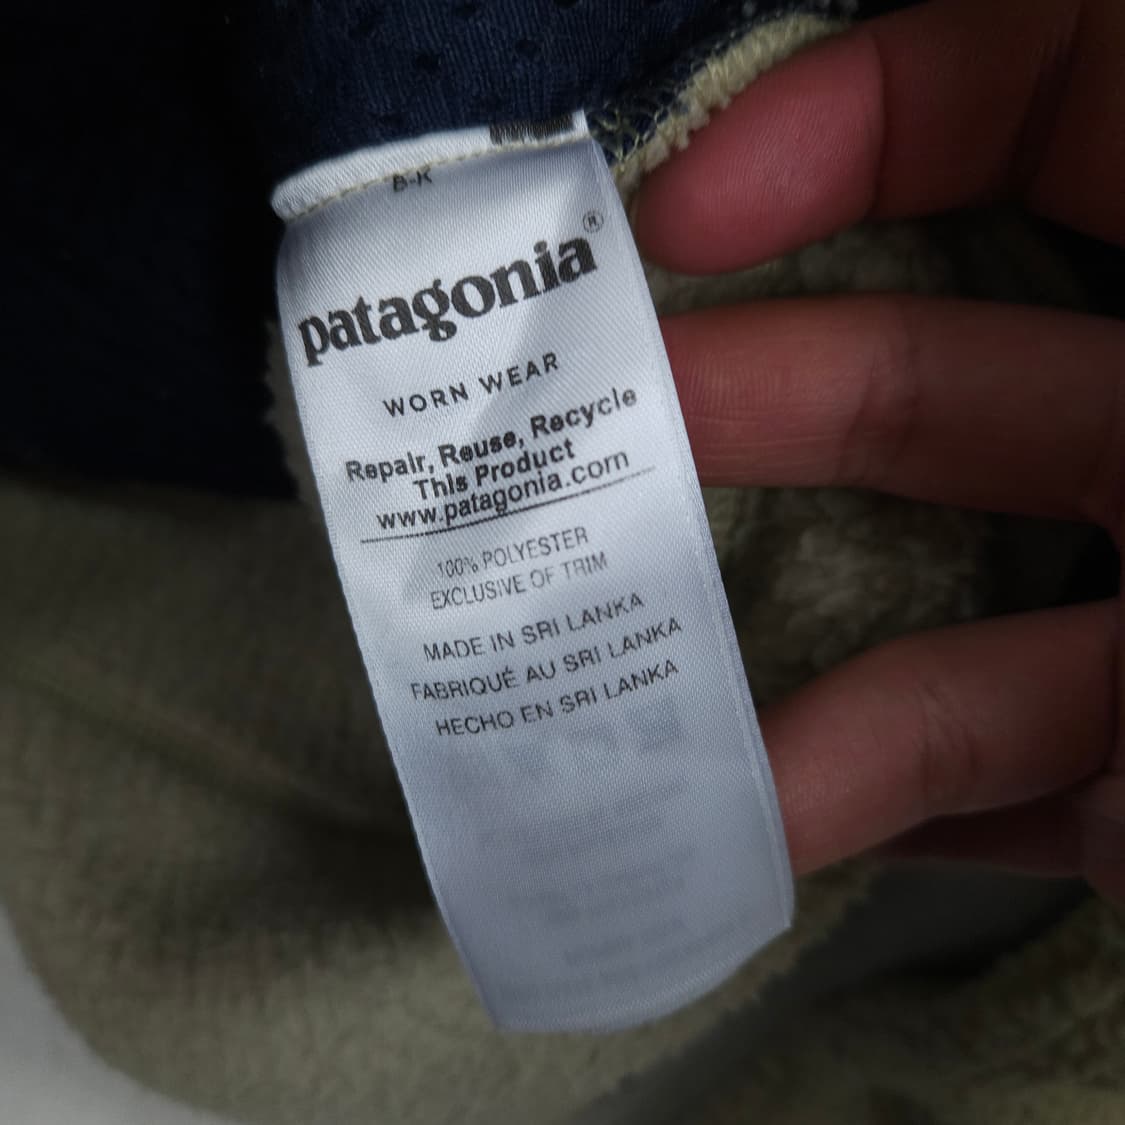 B-K
patagonia®
WORN WEAR
Repair, Reuse, Recycle
This Product
www.patagonia.com
100% POLYESTER
EXCLUSIVE OF TRIM
MADE IN SRI LANKA
FABRIQUÉ AU SRI LANKA
HECHO EN SRI LANKA